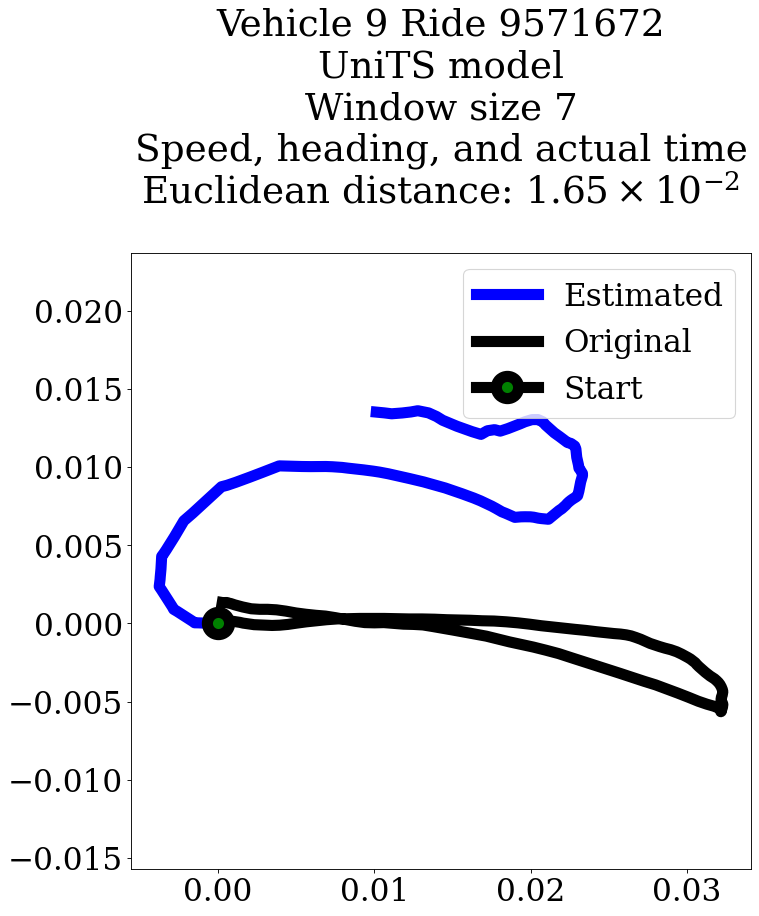 Vehicle 9 Ride 9571672
UniTS model
Window size 7
Speed, heading, and actual time
Euclidean distance: 1.65 × 10⁻²
Estimated
Original
Start
0.020
0.015
0.010
0.005
0.000
−0.005
−0.010
−0.015
0.00 0.01 0.02 0.03